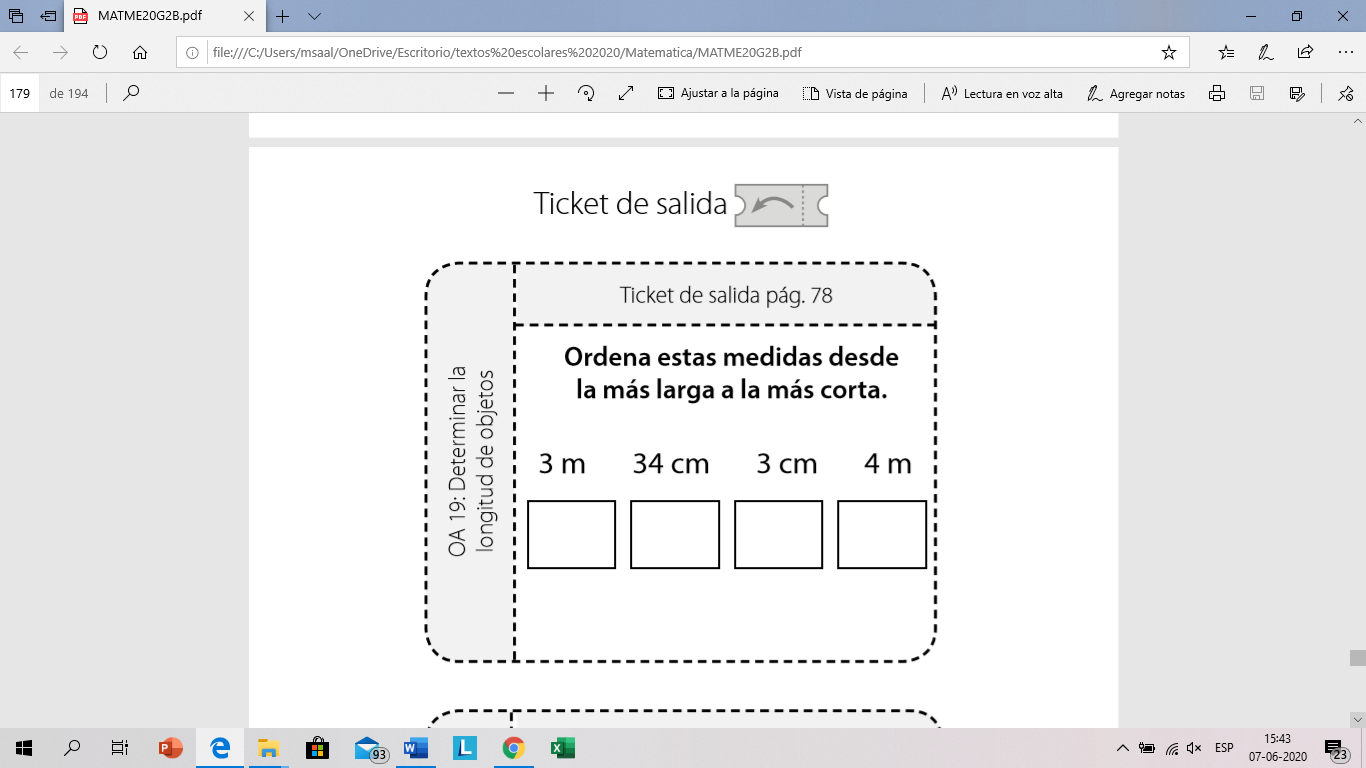 MATME20G2B.pdf
file:///C:/Users/msaal/OneDrive/Escritorio/textos%20escolares%202020/Matematica/MATME20G2B.pdf
179 de 194 Ajustar a la página Vista de página Lectura en voz alta Agregar notas
Ticket de salida
Ticket de salida pág. 78
OA 19: Determinar la
longitud de objetos
Ordena estas medidas desde
la más larga a la más corta.
3 m 34 cm 3 cm 4 m
93
ESP
15:43
07-06-2020
23